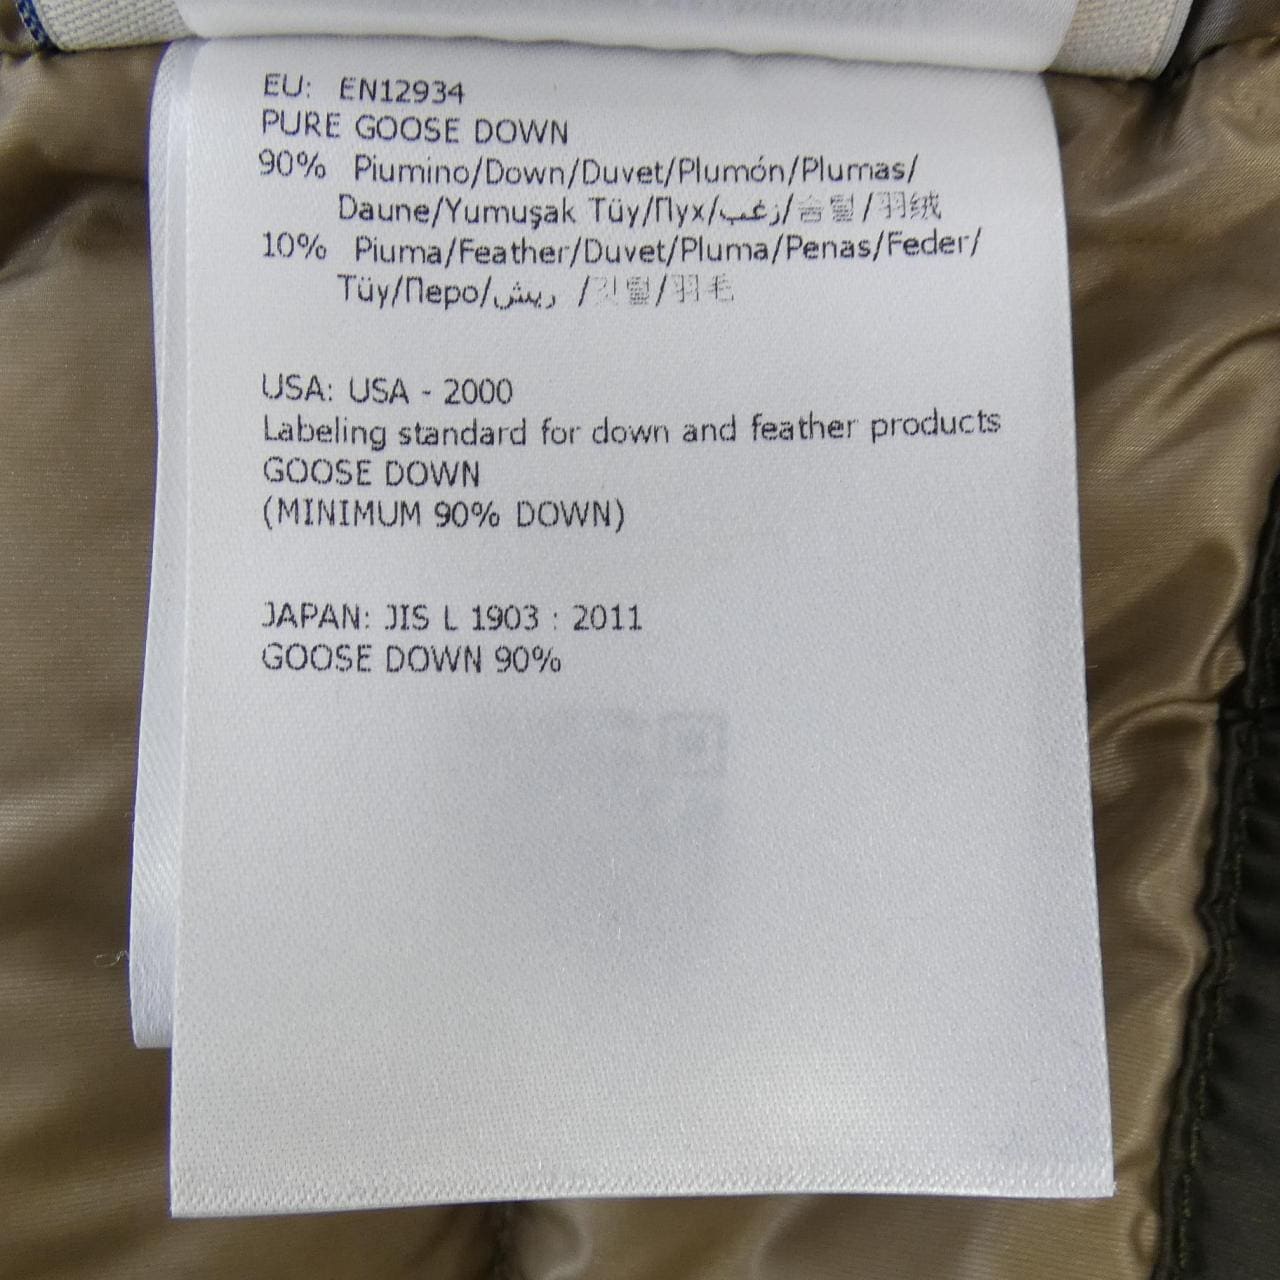 EU: EN12934
PURE GOOSE DOWN
90% Piumino/Down/Duvet/Plumón/Plumas/
Daune/Yumuşak Tüy/Пух/زغب/솜털/羽绒
10% Piuma/Feather/Duvet/Pluma/Penas/Feder/
Tüy/Перо/ريش /깃털/羽毛
USA: USA - 2000
Labeling standard for down and feather products
GOOSE DOWN
(MINIMUM 90% DOWN)
JAPAN: JIS L 1903 : 2011
GOOSE DOWN 90%